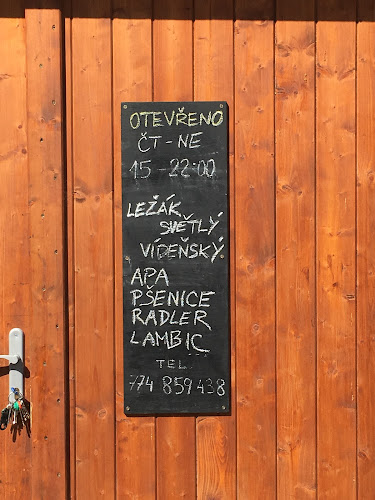 OTEVŘENO
ČT-NE
15-22:00
LEŽÁK
SVĚTLÝ
VÍDEŇSKÝ
APA
PŠENICE
RADLER
LAMBIC
TEL
774 859 438